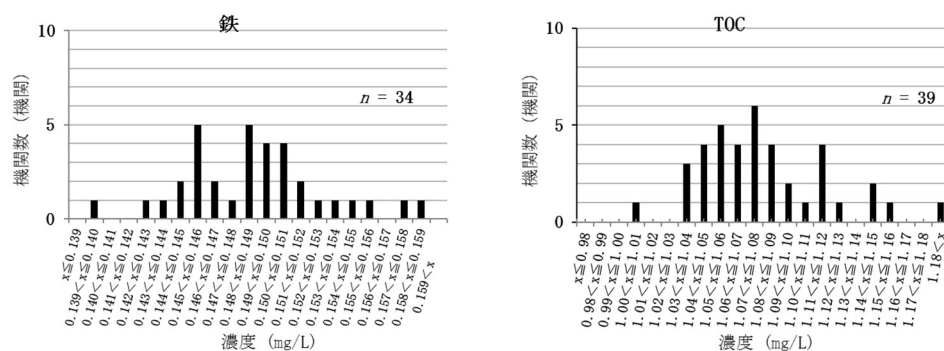 鉄
10
5
0
機関数 (機関)
n = 34
x≦0.139
0.139＜x≦0.140
0.140＜x≦0.141
0.141＜x≦0.142
0.142＜x≦0.143
0.143＜x≦0.144
0.144＜x≦0.145
0.145＜x≦0.146
0.146＜x≦0.147
0.147＜x≦0.148
0.148＜x≦0.149
0.149＜x≦0.150
0.150＜x≦0.151
0.151＜x≦0.152
0.152＜x≦0.153
0.153＜x≦0.154
0.154＜x≦0.155
0.155＜x≦0.156
0.156＜x≦0.157
0.157＜x≦0.158
0.158＜x≦0.159
0.159＜x
濃度 (mg/L)
TOC
10
5
0
機関数 (機関)
n = 39
x≦0.98
0.98＜x≦0.99
0.99＜x≦1.00
1.00＜x≦1.01
1.01＜x≦1.02
1.02＜x≦1.03
1.03＜x≦1.04
1.04＜x≦1.05
1.05＜x≦1.06
1.06＜x≦1.07
1.07＜x≦1.08
1.08＜x≦1.09
1.09＜x≦1.10
1.10＜x≦1.11
1.11＜x≦1.12
1.12＜x≦1.13
1.13＜x≦1.14
1.14＜x≦1.15
1.15＜x≦1.16
1.16＜x≦1.17
1.17＜x≦1.18
1.18＜x
濃度 (mg/L)